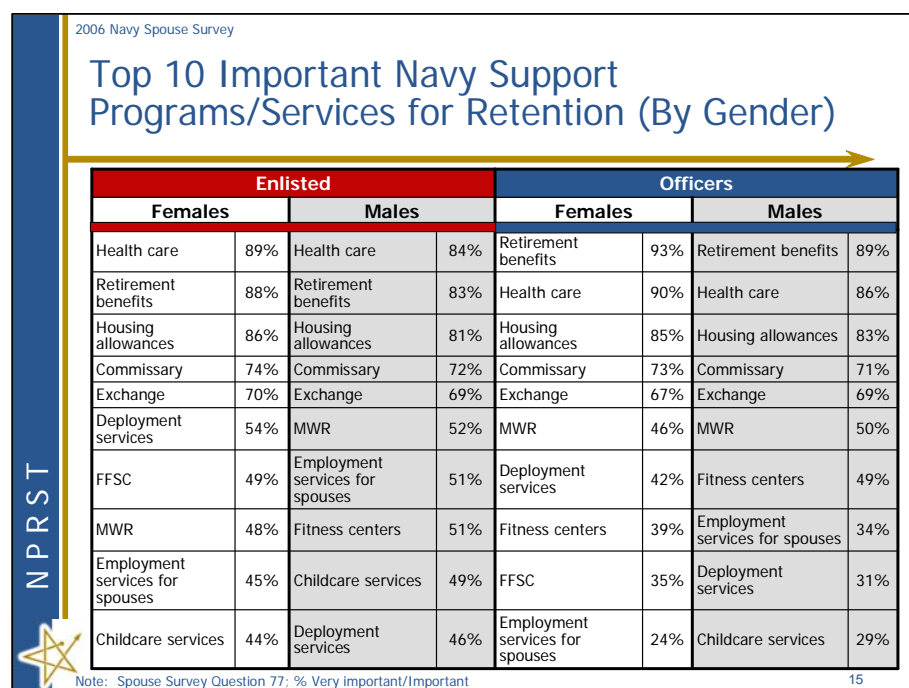 2006 Navy Spouse Survey
Top 10 Important Navy Support
Programs/Services for Retention (By Gender)
Enlisted Officers
Females Males Females Males
Health care 89% Health care 84% Retirement benefits 93% Retirement benefits 89%
Retirement benefits 88% Retirement benefits 83% Health care 90% Health care 86%
Housing allowances 86% Housing allowances 81% Housing allowances 85% Housing allowances 83%
Commissary 74% Commissary 72% Commissary 73% Commissary 71%
Exchange 70% Exchange 69% Exchange 67% Exchange 69%
Deployment services 54% MWR 52% MWR 46% MWR 50%
FFSC 49% Employment services for spouses 51% Deployment services 42% Fitness centers 49%
MWR 48% Fitness centers 51% Fitness centers 39% Employment services for spouses 34%
Employment services for spouses 45% Childcare services 49% FFSC 35% Deployment services 31%
Childcare services 44% Deployment services 46% Employment services for spouses 24% Childcare services 29%
NPRST
Note: Spouse Survey Question 77; % Very important/Important
15